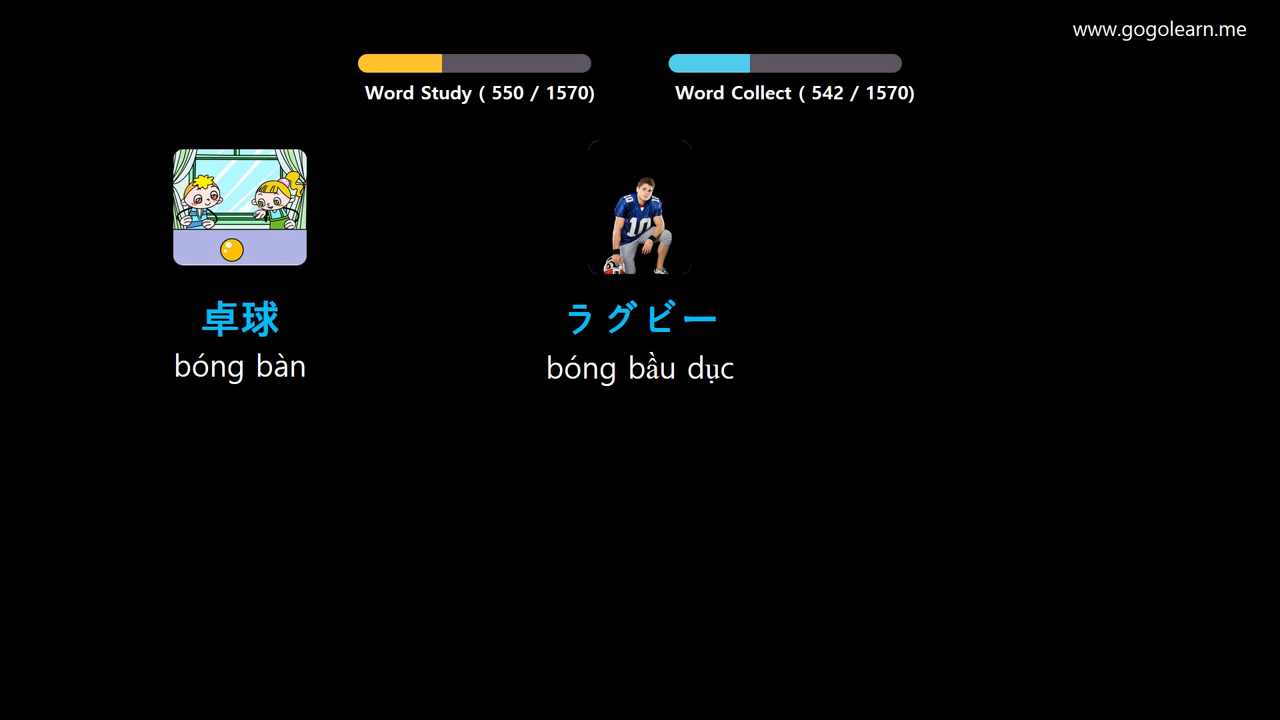 www.gogolearn.me
Word Study ( 550 / 1570)
Word Collect ( 542 / 1570)
卓球
bóng bàn
ラグビー
bóng bầu dục
10